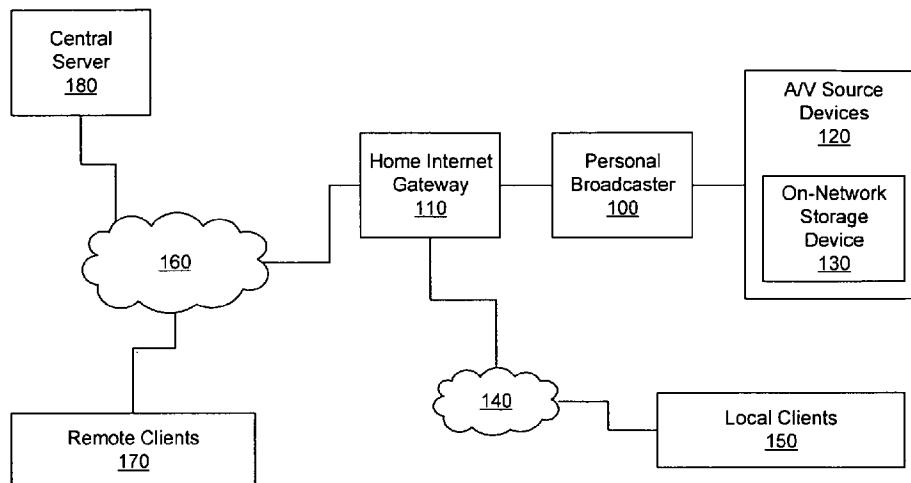 Central
Server
180
A/V Source
Devices
120
Home Internet
Gateway
110
Personal
Broadcaster
100
On-Network
Storage
Device
130
160
140
Remote Clients
170
Local Clients
150